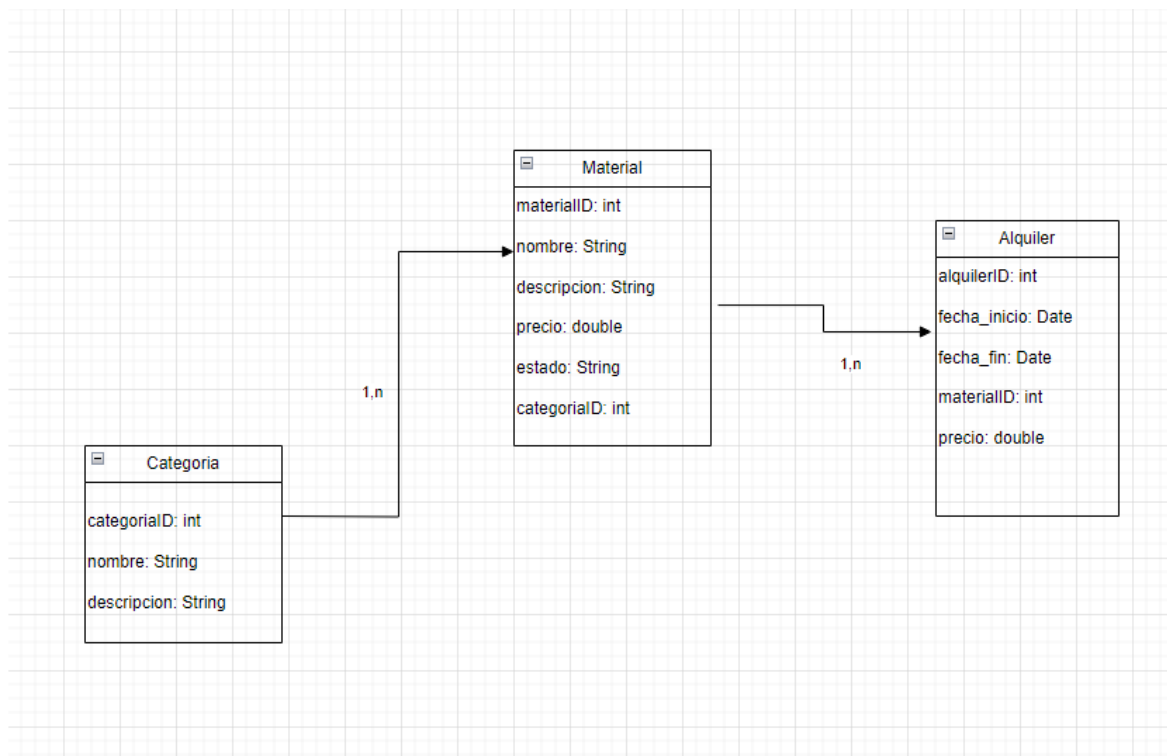 Material
materialID: int
nombre: String
descripcion: String
precio: double
estado: String
categoriaID: int
Alquiler
alquilerID: int
fecha_inicio: Date
fecha_fin: Date
materialID: int
precio: double
1,n
1,n
Categoria
categoriaID: int
nombre: String
descripcion: String